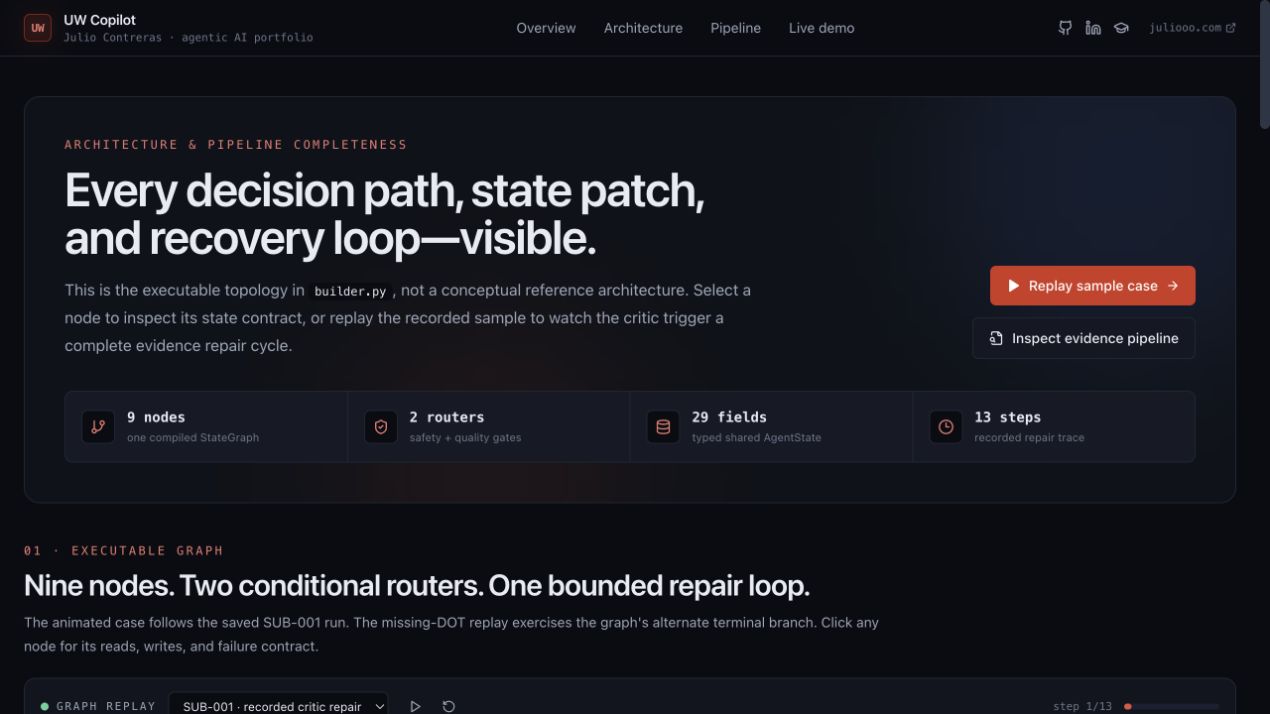 UW
UW Copilot
Julio Contreras · agentic AI portfolio
Overview
Architecture
Pipeline
Live demo
juliooo.com
ARCHITECTURE & PIPELINE COMPLETENESS
Every decision path, state patch,
and recovery loop—visible.
This is the executable topology in builder.py, not a conceptual reference architecture. Select a
node to inspect its state contract, or replay the recorded sample to watch the critic trigger a
complete evidence repair cycle.
Replay sample case
Inspect evidence pipeline
9 nodes
one compiled StateGraph
2 routers
safety + quality gates
29 fields
typed shared AgentState
13 steps
recorded repair trace
01 · EXECUTABLE GRAPH
Nine nodes. Two conditional routers. One bounded repair loop.
The animated case follows the saved SUB-001 run. The missing-DOT replay exercises the graph's alternate terminal branch. Click any
node for its reads, writes, and failure contract.
GRAPH REPLAY
SUB-001 · recorded critic repair
step 1/13